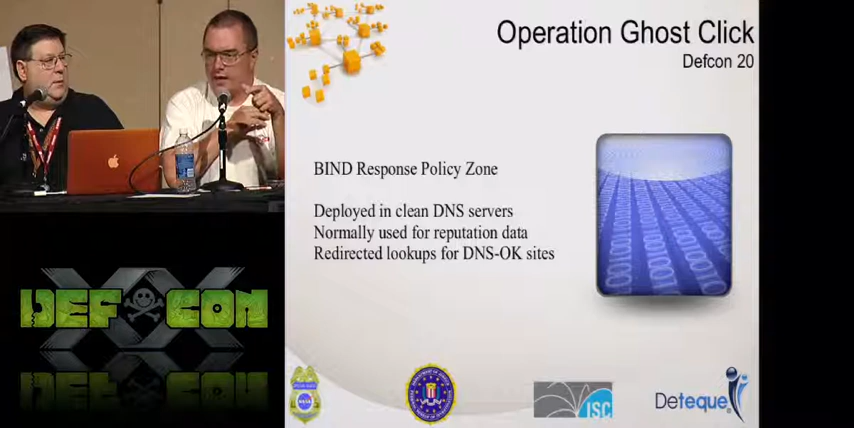 Operation Ghost Click
Defcon 20
BIND Response Policy Zone
Deployed in clean DNS servers
Normally used for reputation data
Redirected lookups for DNS-OK sites
DEF CON
XX
ISC
Deteque